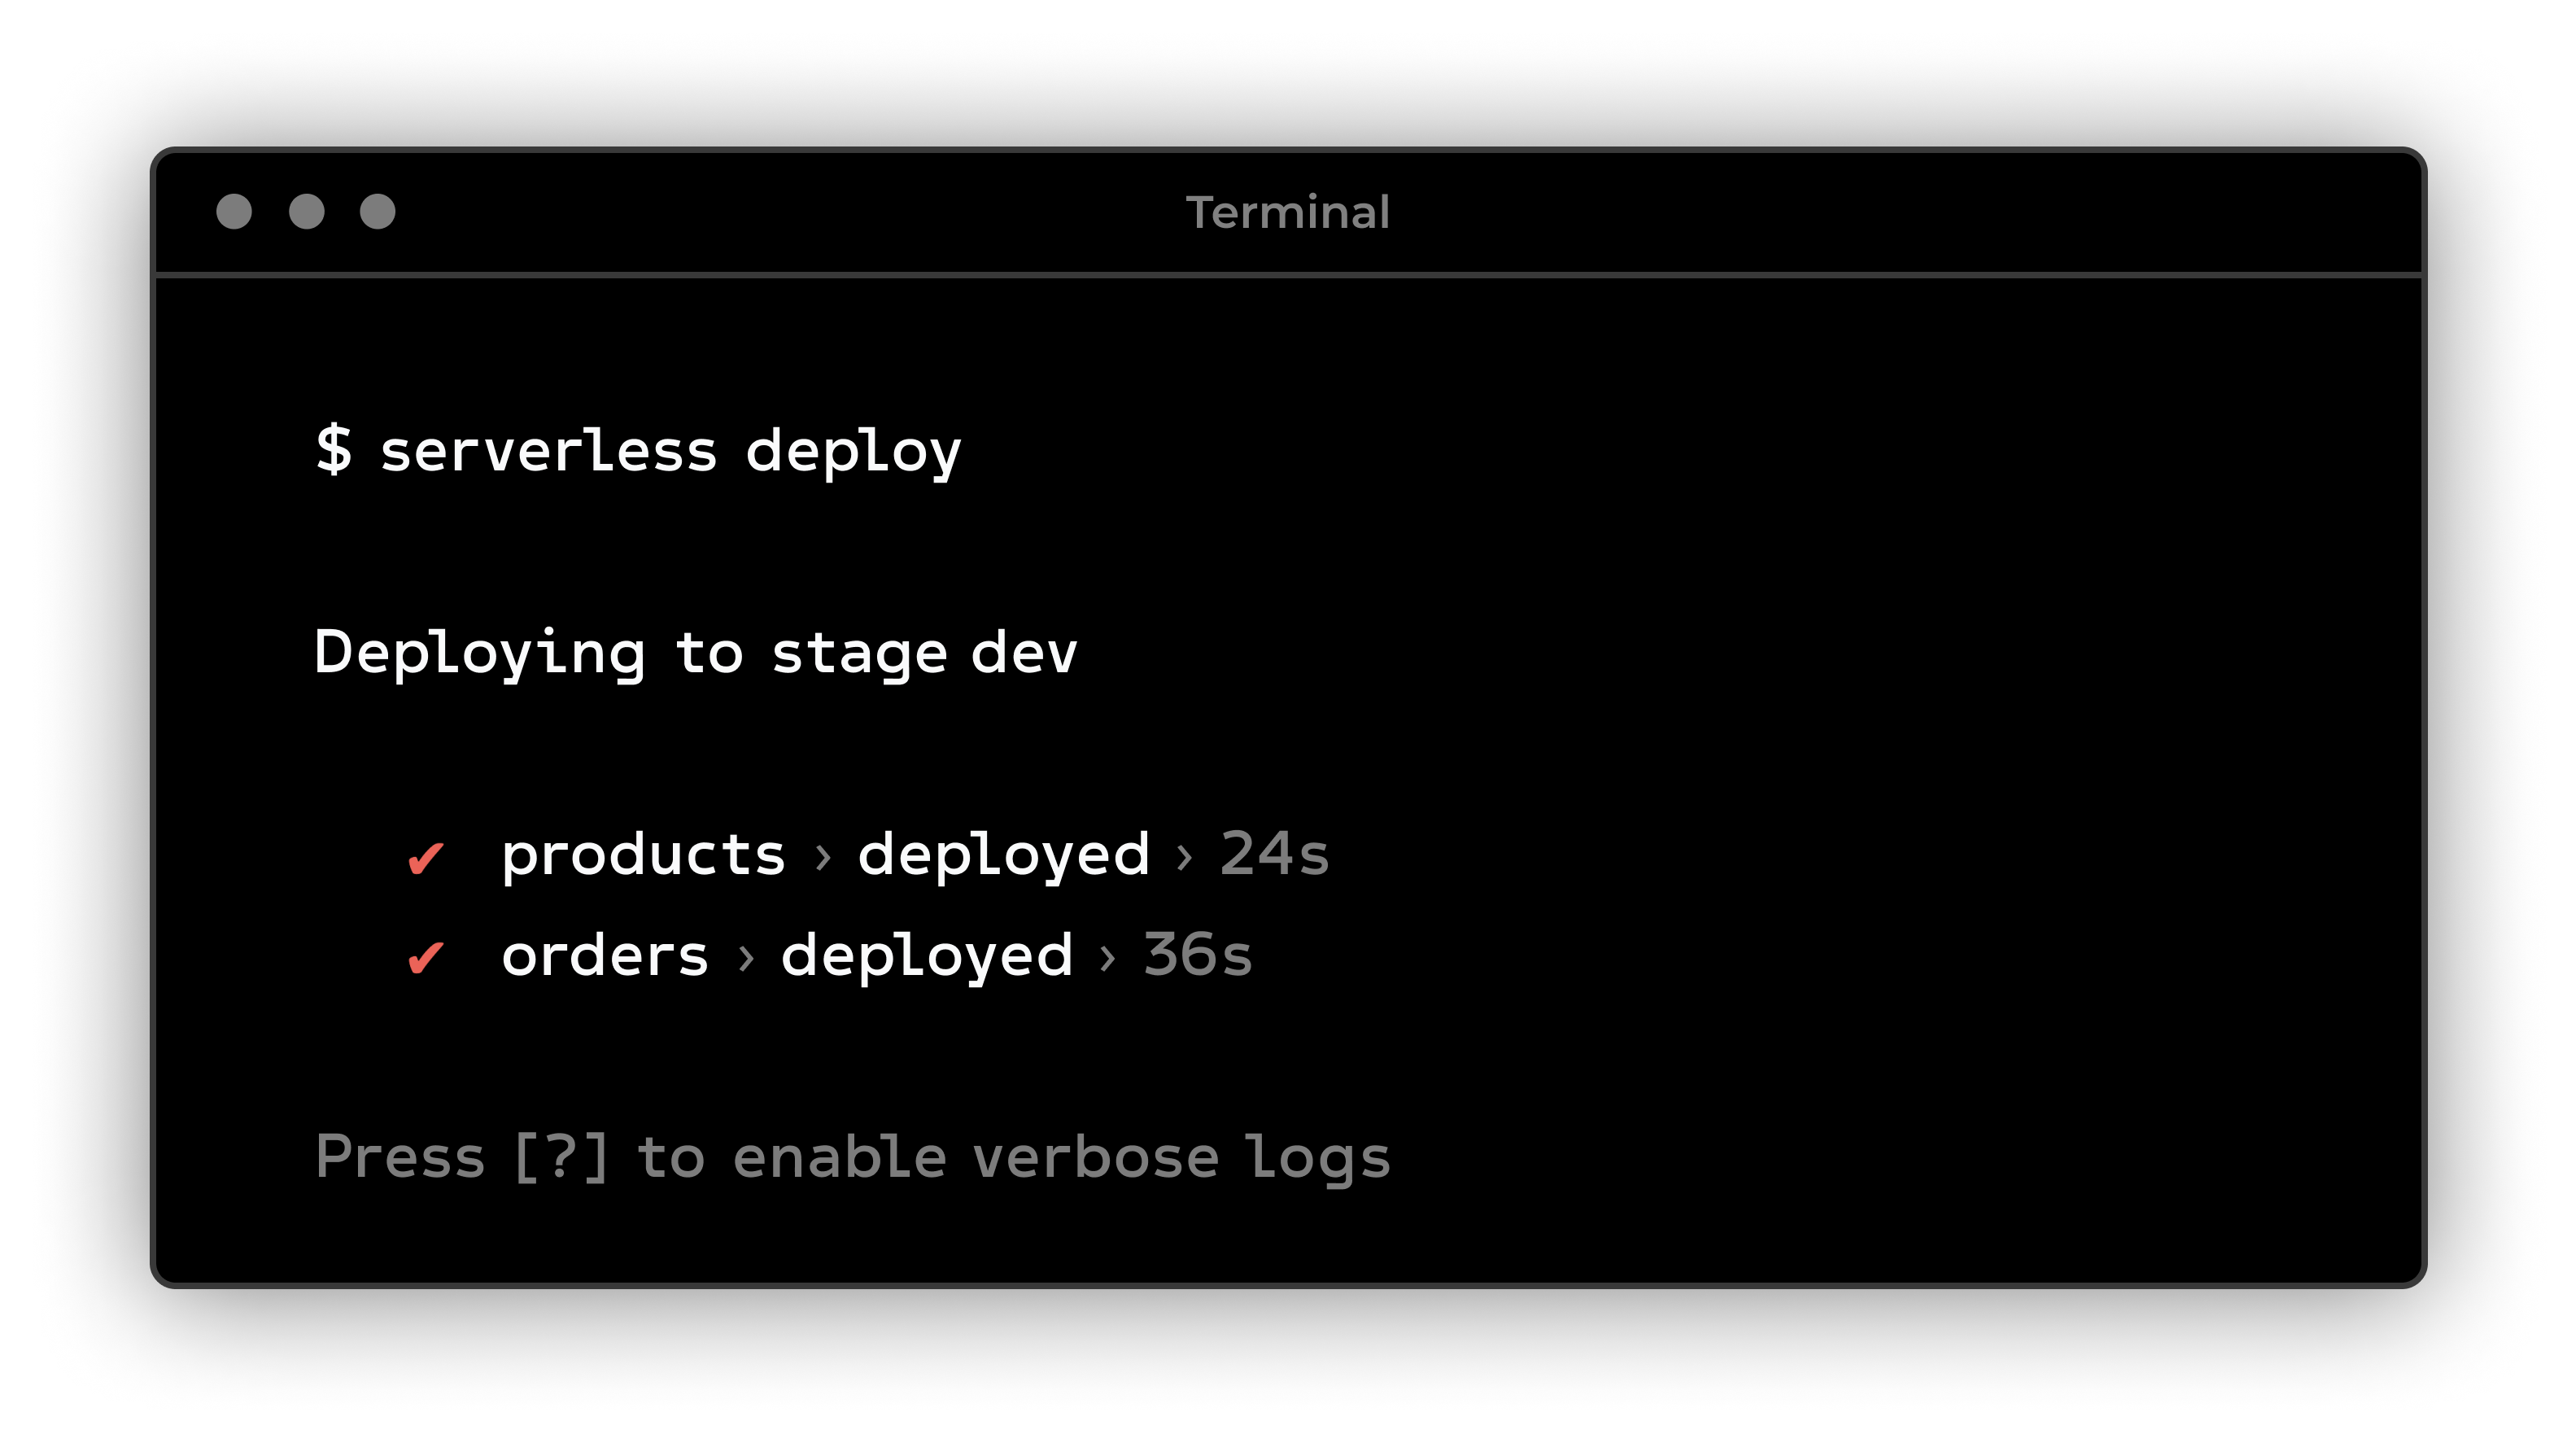 Terminal
$ serverless deploy
Deploying to stage dev
✔ products › deployed › 24s
✔ orders › deployed › 36s
Press [?] to enable verbose logs